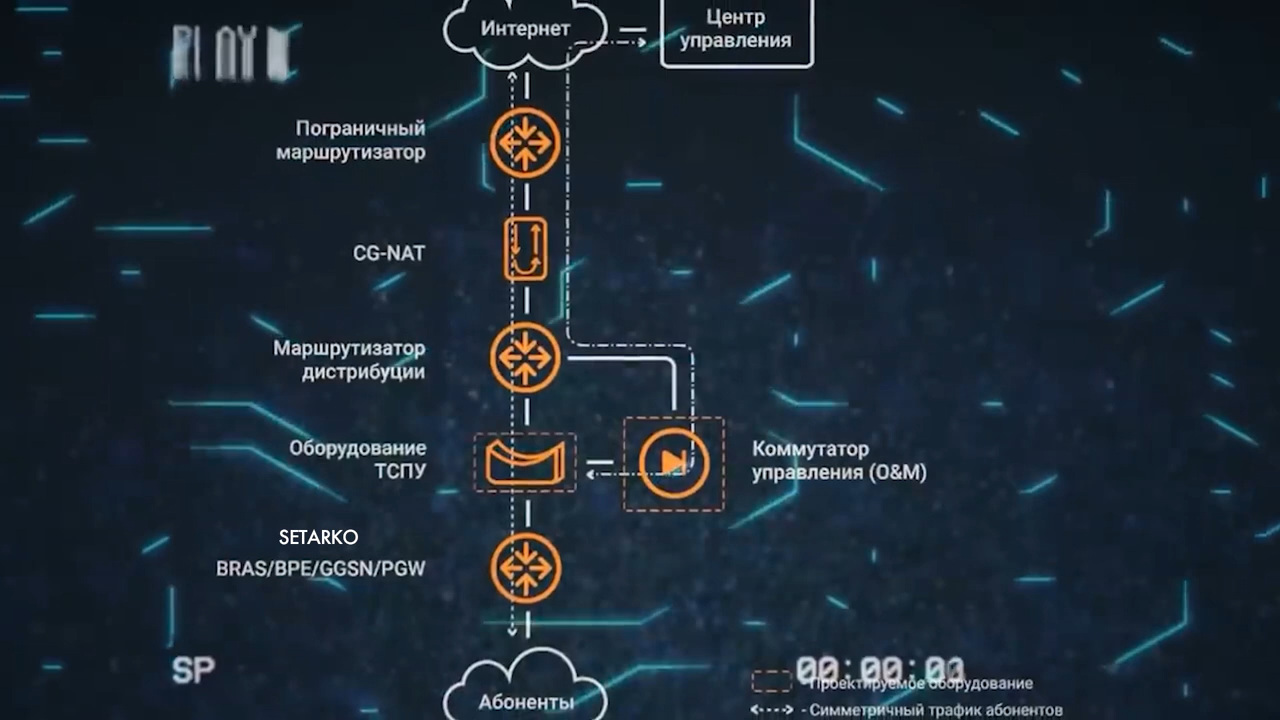 PLAY
Интернет
Центр
управления
Пограничный
маршрутизатор
CG-NAT
Маршрутизатор
дистрибуции
Оборудование
ТСПУ
Коммутатор
управления (O&M)
SETARKO
BRAS/BPE/GGSN/PGW
Абоненты
SP
00:00:00
- Проектируемое оборудование
- Симметричный трафик абонентов